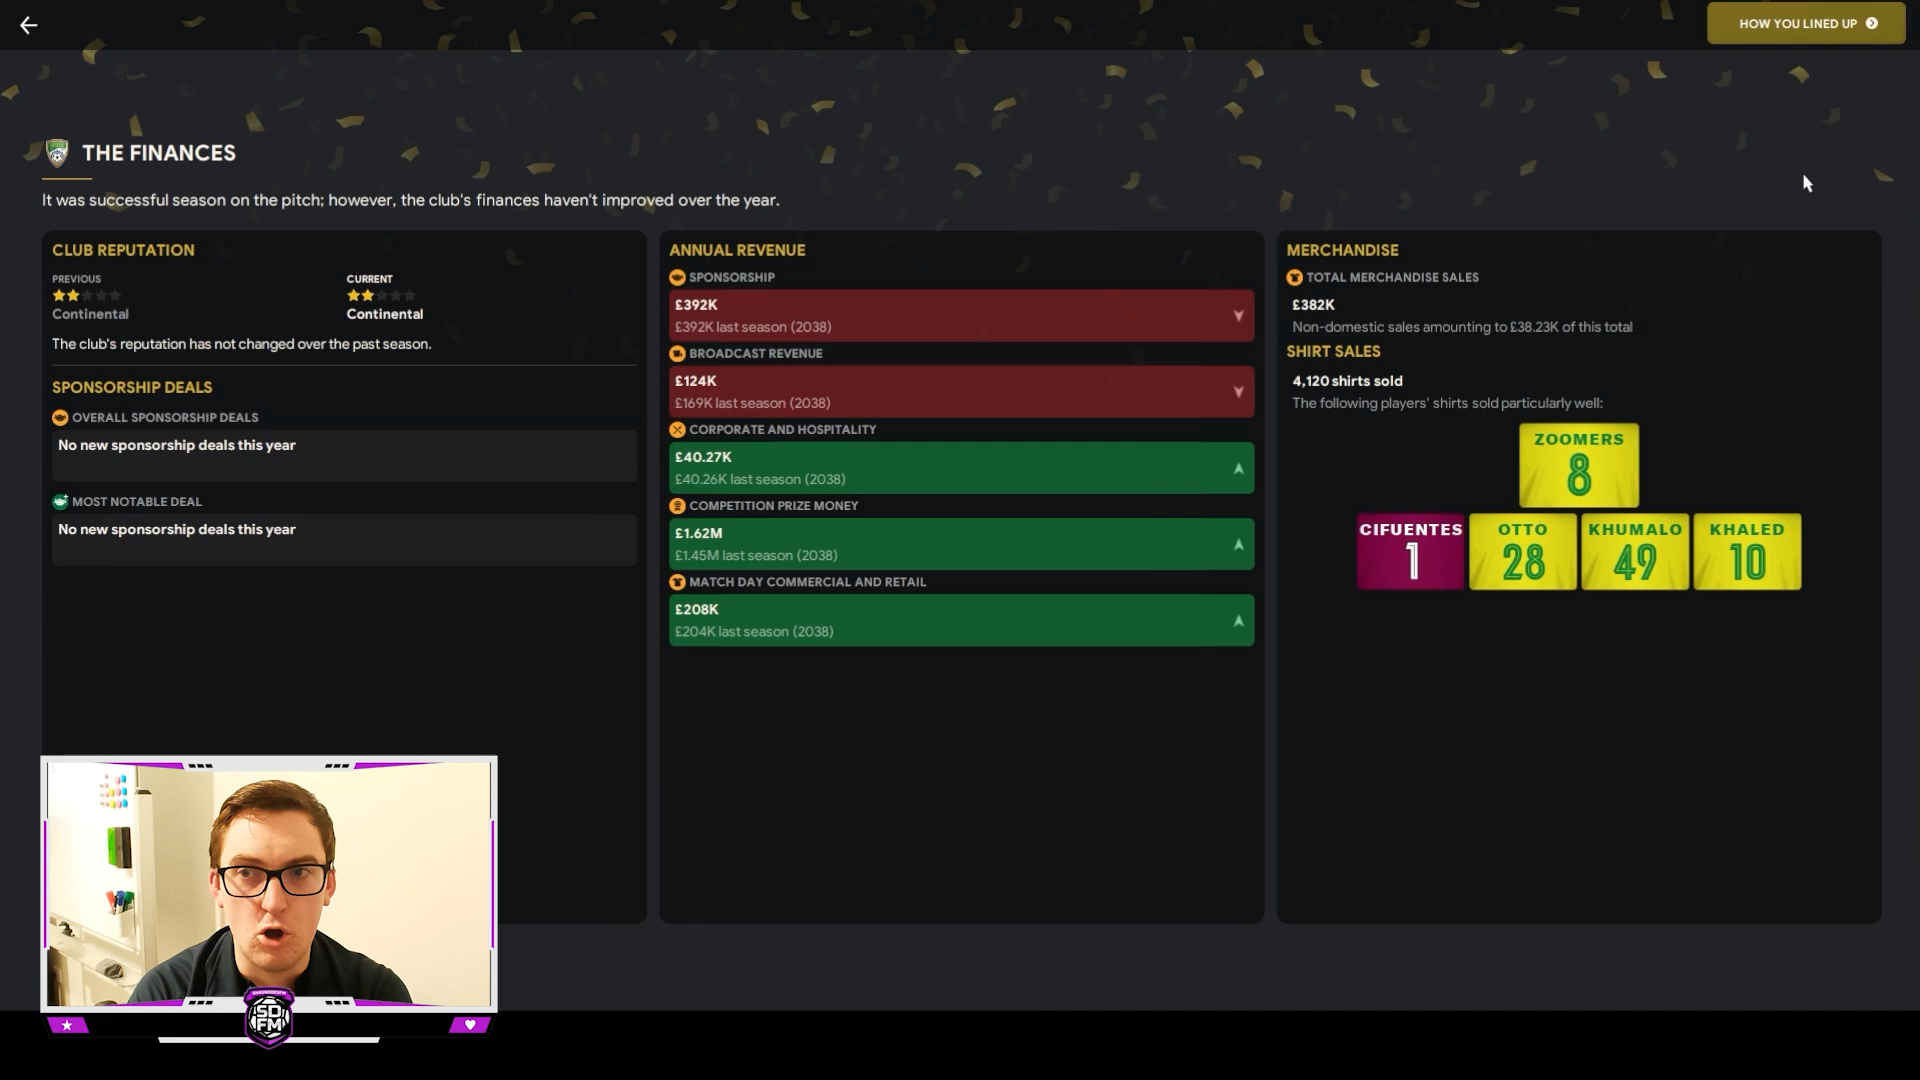 HOW YOU LINED UP
THE FINANCES
It was successful season on the pitch; however, the club's finances haven't improved over the year.
CLUB REPUTATION
PREVIOUS
CURRENT
Continental
Continental
The club's reputation has not changed over the past season.
SPONSORSHIP DEALS
OVERALL SPONSORSHIP DEALS
No new sponsorship deals this year
MOST NOTABLE DEAL
No new sponsorship deals this year
ANNUAL REVENUE
SPONSORSHIP
£392K
£392K last season (2038)
BROADCAST REVENUE
£124K
£169K last season (2038)
CORPORATE AND HOSPITALITY
£40.27K
£40.26K last season (2038)
COMPETITION PRIZE MONEY
£1.62M
£1.45M last season (2038)
MATCH DAY COMMERCIAL AND RETAIL
£208K
£204K last season (2038)
MERCHANDISE
TOTAL MERCHANDISE SALES
£382K
Non-domestic sales amounting to £38.23K of this total
SHIRT SALES
4,120 shirts sold
The following players' shirts sold particularly well:
ZOOMERS
8
CIFUENTES OTTO KHUMALO KHALED
1 28 49 10
SD
FM